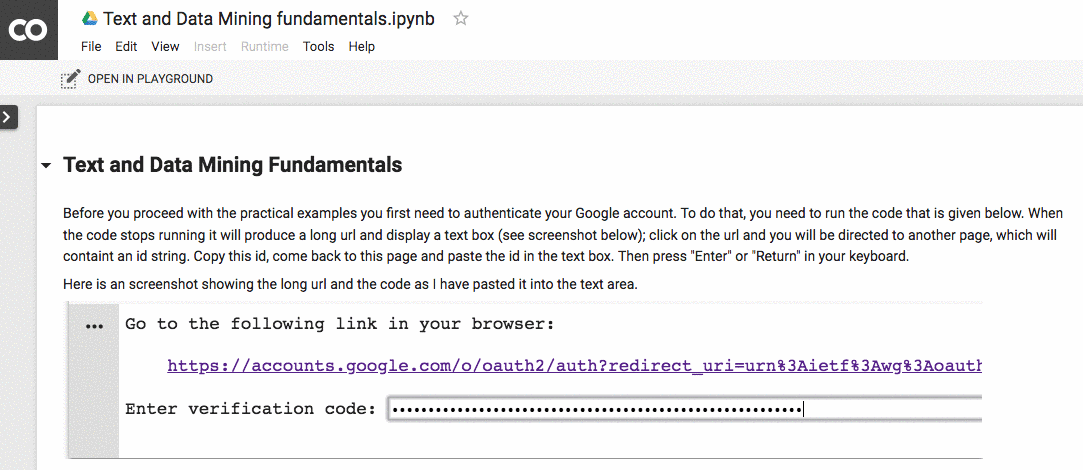 CO
Text and Data Mining fundamentals.ipynb
File Edit View Insert Runtime Tools Help
OPEN IN PLAYGROUND
Text and Data Mining Fundamentals
Before you proceed with the practical examples you first need to authenticate your Google account. To do that, you need to run the code that is given below. When
the code stops running it will produce a long url and display a text box (see screenshot below); click on the url and you will be directed to another page, which will
containt an id string. Copy this id, come back to this page and paste the id in the text box. Then press "Enter" or "Return" in your keyboard.
Here is an screenshot showing the long url and the code as I have pasted it into the text area.
Go to the following link in your browser:
https://accounts.google.com/o/oauth2/auth?redirect_uri=urn%3Aietf%3Awg%3Aoauth
Enter verification code: